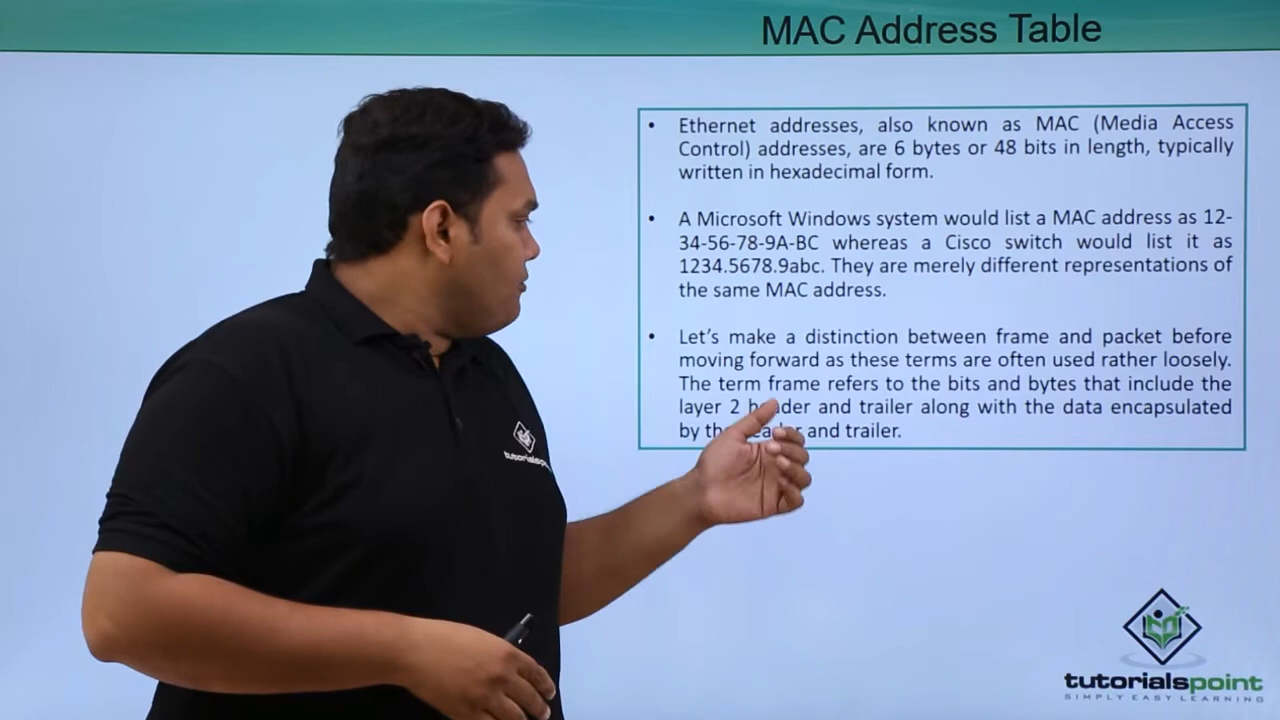 MAC Address Table
• Ethernet addresses, also known as MAC (Media Access
Control) addresses, are 6 bytes or 48 bits in length, typically
written in hexadecimal form.
• A Microsoft Windows system would list a MAC address as 12-
34-56-78-9A-BC whereas a Cisco switch would list it as
1234.5678.9abc. They are merely different representations of
the same MAC address.
• Let's make a distinction between frame and packet before
moving forward as these terms are often used rather loosely.
The term frame refers to the bits and bytes that include the
layer 2 header and trailer along with the data encapsulated
by the header and trailer.
tutorialspoint
tutorialspoint
SIMPLY EASY LEARNING